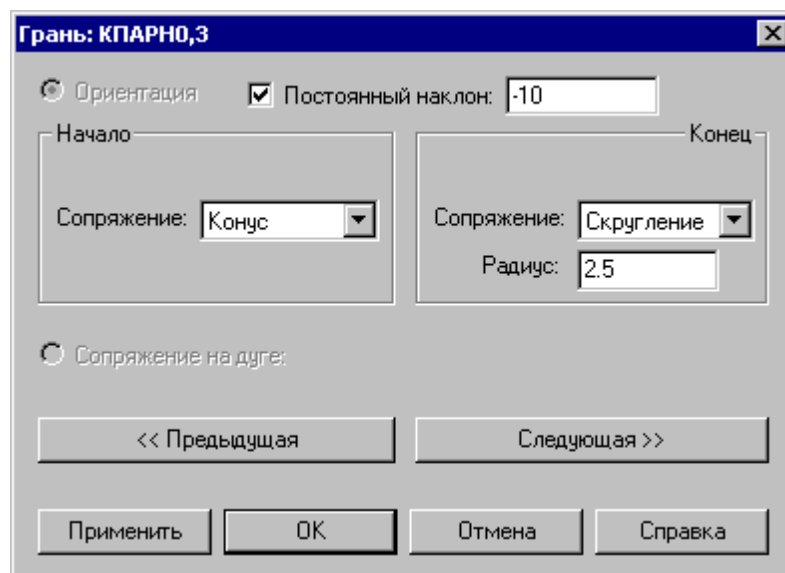 Грань: КПАРН0,3
Ориентация Постоянный наклон: -10
Начало Конец
Сопряжение: Конус Сопряжение: Скругление
Радиус: 2.5
Сопряжение на дуге:
<< Предыдущая Следующая >>
Применить OK Отмена Справка